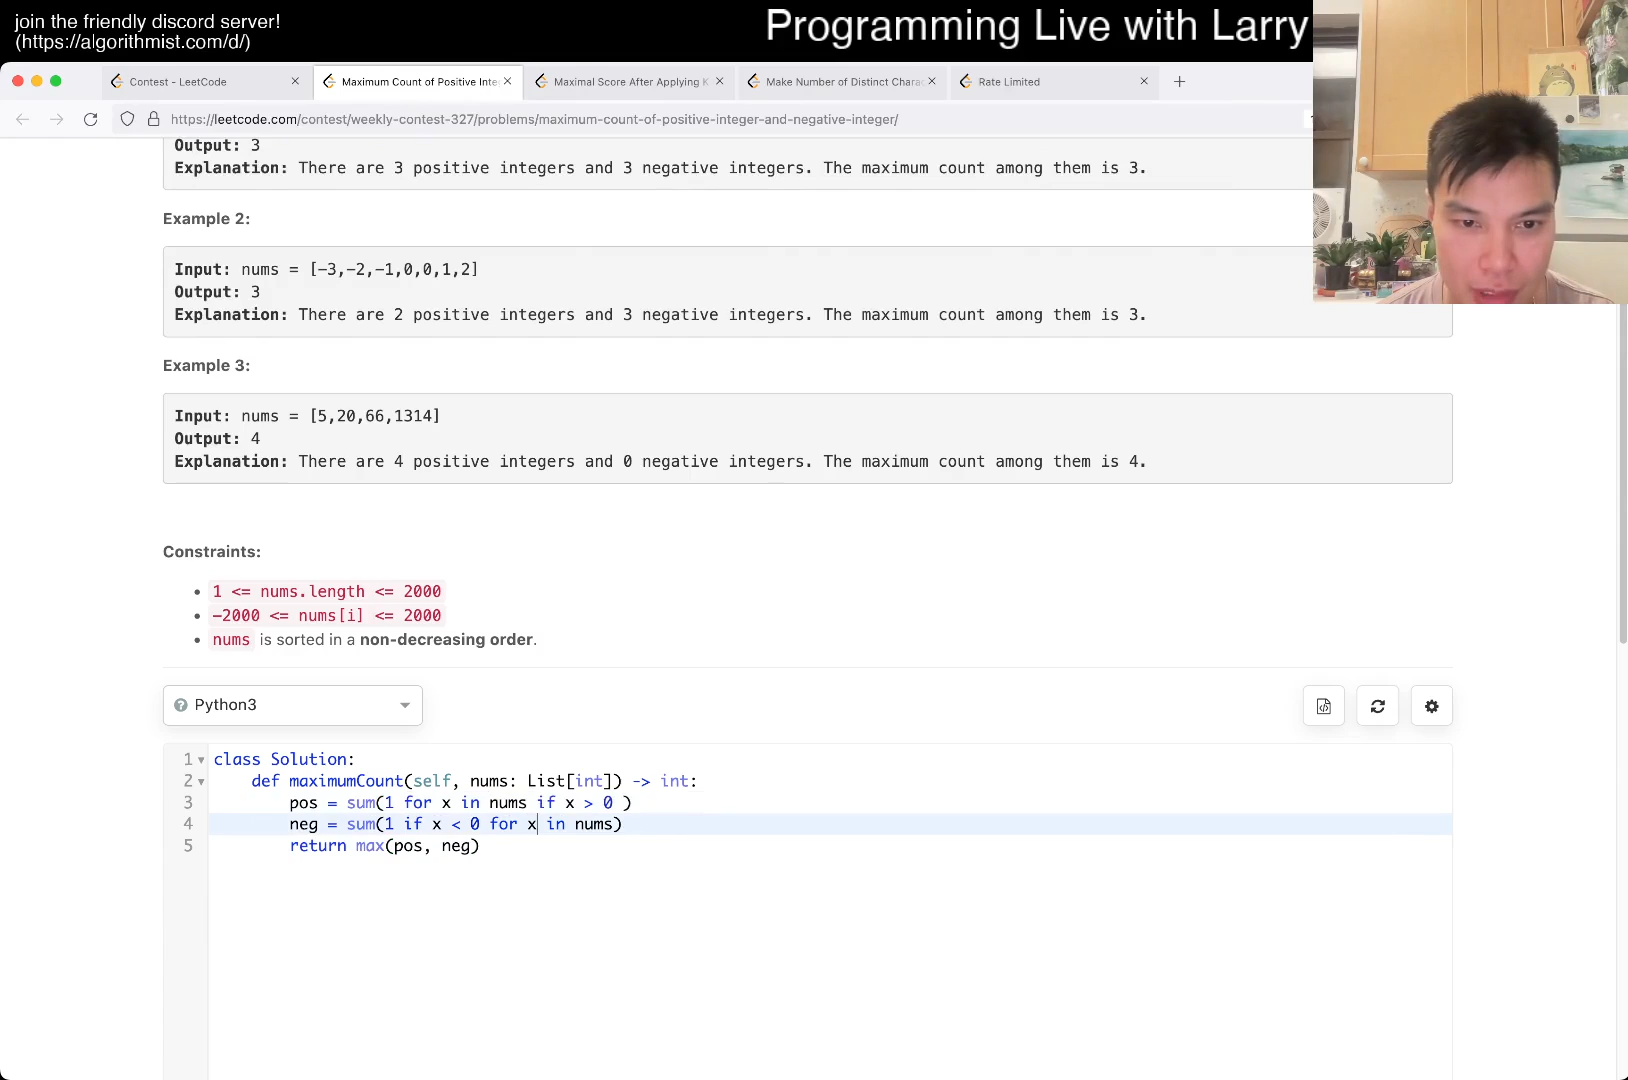 join the friendly discord server!
(https://algorithmist.com/d/)
Programming Live with Larry
Contest - LeetCode
Maximum Count of Positive Inte
Maximal Score After Applying K
Make Number of Distinct Charac
Rate Limited
https://leetcode.com/contest/weekly-contest-327/problems/maximum-count-of-positive-integer-and-negative-integer/
Output: 3
Explanation: There are 3 positive integers and 3 negative integers. The maximum count among them is 3.
Example 2:
Input: nums = [-3,-2,-1,0,0,1,2]
Output: 3
Explanation: There are 2 positive integers and 3 negative integers. The maximum count among them is 3.
Example 3:
Input: nums = [5,20,66,1314]
Output: 4
Explanation: There are 4 positive integers and 0 negative integers. The maximum count among them is 4.
Constraints:
• 1 <= nums.length <= 2000
• -2000 <= nums[i] <= 2000
• nums is sorted in a non-decreasing order.
Python3
1 class Solution:
2 def maximumCount(self, nums: List[int]) -> int:
3 pos = sum(1 for x in nums if x > 0 )
4 neg = sum(1 if x < 0 for x in nums)
5 return max(pos, neg)